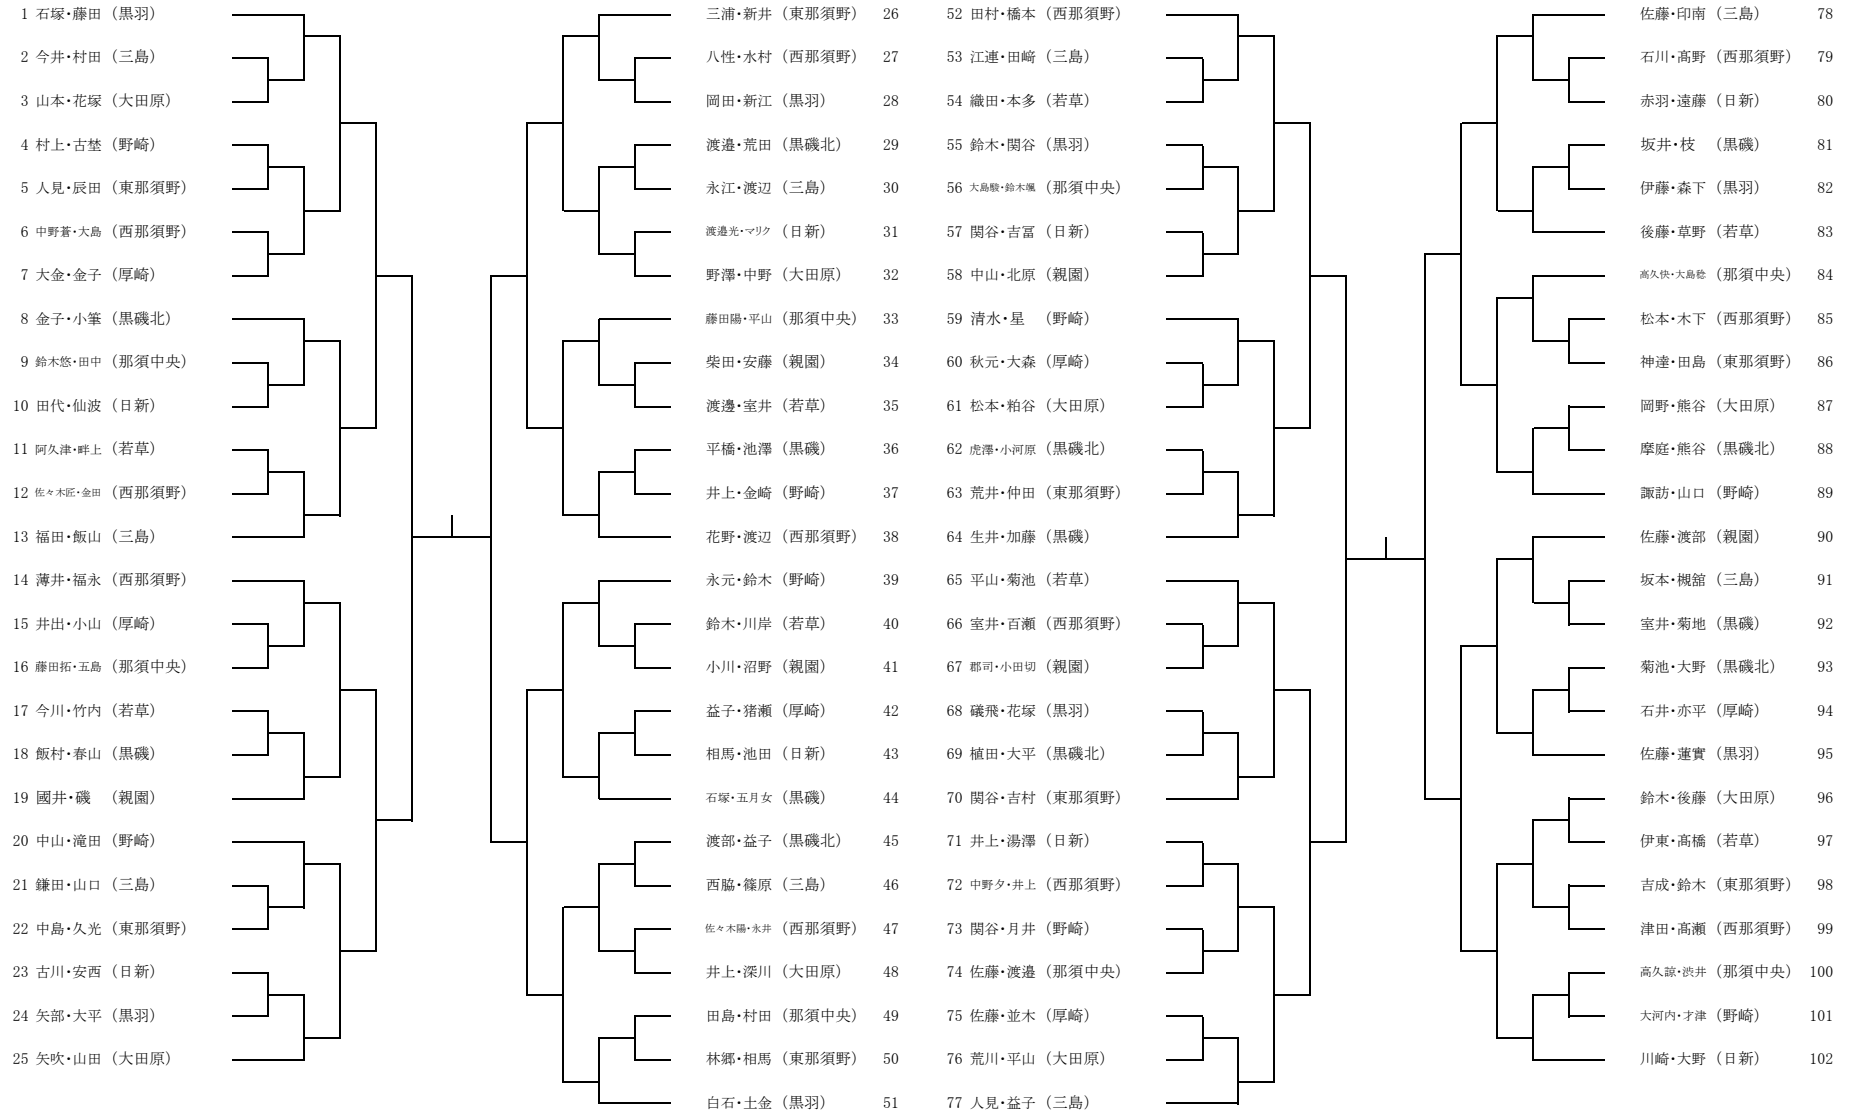 1 石塚・藤田 (黒羽)
2 今井・村田 (三島)
3 山本・花塚 (大田原)
4 村上・古埜 (野崎)
5 人見・辰田 (東那須野)
6 中野蒼・大島 (西那須野)
7 大金・金子 (厚崎)
8 金子・小筆 (黒磯北)
9 鈴木悠・田中 (那須中央)
10 田代・仙波 (日新)
11 阿久津・畔上 (若草)
12 佐々木匠・金田 (西那須野)
13 福田・飯山 (三島)
14 薄井・福永 (西那須野)
15 井出・小山 (厚崎)
16 藤田拓・五島 (那須中央)
17 今川・竹内 (若草)
18 飯村・春山 (黒磯)
19 國井・磯 (親園)
20 中山・滝田 (野崎)
21 鎌田・山口 (三島)
22 中島・久光 (東那須野)
23 古川・安西 (日新)
24 矢部・大平 (黒羽)
25 矢吹・山田 (大田原)
三浦・新井 (東那須野) 26
八性・水村 (西那須野) 27
岡田・新江 (黒羽) 28
渡邉・荒田 (黒磯北) 29
永江・渡辺 (三島) 30
渡邉光・マリク (日新) 31
野澤・中野 (大田原) 32
藤田陽・平山 (那須中央) 33
柴田・安藤 (親園) 34
渡邊・室井 (若草) 35
平橋・池澤 (黒磯) 36
井上・金崎 (野崎) 37
花野・渡辺 (西那須野) 38
永元・鈴木 (野崎) 39
鈴木・川岸 (若草) 40
小川・沼野 (親園) 41
益子・猪瀬 (厚崎) 42
相馬・池田 (日新) 43
石塚・五月女 (黒磯) 44
渡部・益子 (黒磯北) 45
西脇・篠原 (三島) 46
佐々木陽・永井 (西那須野) 47
井上・深川 (大田原) 48
田島・村田 (那須中央) 49
林郷・相馬 (東那須野) 50
白石・土金 (黒羽) 51
52 田村・橋本 (西那須野)
53 江連・田﨑 (三島)
54 織田・本多 (若草)
55 鈴木・関谷 (黒羽)
56 大島駿・鈴木颯 (那須中央)
57 関谷・吉冨 (日新)
58 中山・北原 (親園)
59 清水・星 (野崎)
60 秋元・大森 (厚崎)
61 松本・粕谷 (大田原)
62 虎澤・小河原 (黒磯北)
63 荒井・仲田 (東那須野)
64 生井・加藤 (黒磯)
65 平山・菊池 (若草)
66 室井・百瀬 (西那須野)
67 郡司・小田切 (親園)
68 礒飛・花塚 (黒羽)
69 植田・大平 (黒磯北)
70 関谷・吉村 (東那須野)
71 井上・湯澤 (日新)
72 中野夕・井上 (西那須野)
73 関谷・月井 (野崎)
74 佐藤・渡邉 (那須中央)
75 佐藤・並木 (厚崎)
76 荒川・平山 (大田原)
77 人見・益子 (三島)
佐藤・印南 (三島) 78
石川・髙野 (西那須野) 79
赤羽・遠藤 (日新) 80
坂井・枝 (黒磯) 81
伊藤・森下 (黒羽) 82
後藤・草野 (若草) 83
高久快・大島稔 (那須中央) 84
松本・木下 (西那須野) 85
神達・田島 (東那須野) 86
岡野・熊谷 (大田原) 87
摩庭・熊谷 (黒磯北) 88
諏訪・山口 (野崎) 89
佐藤・渡部 (親園) 90
坂本・槻舘 (三島) 91
室井・菊地 (黒磯) 92
菊池・大野 (黒磯北) 93
石井・亦平 (厚崎) 94
佐藤・蓮實 (黒羽) 95
鈴木・後藤 (大田原) 96
伊東・髙橋 (若草) 97
吉成・鈴木 (東那須野) 98
津田・髙瀬 (西那須野) 99
高久諒・渋井 (那須中央) 100
大河内・才津 (野崎) 101
川崎・大野 (日新) 102